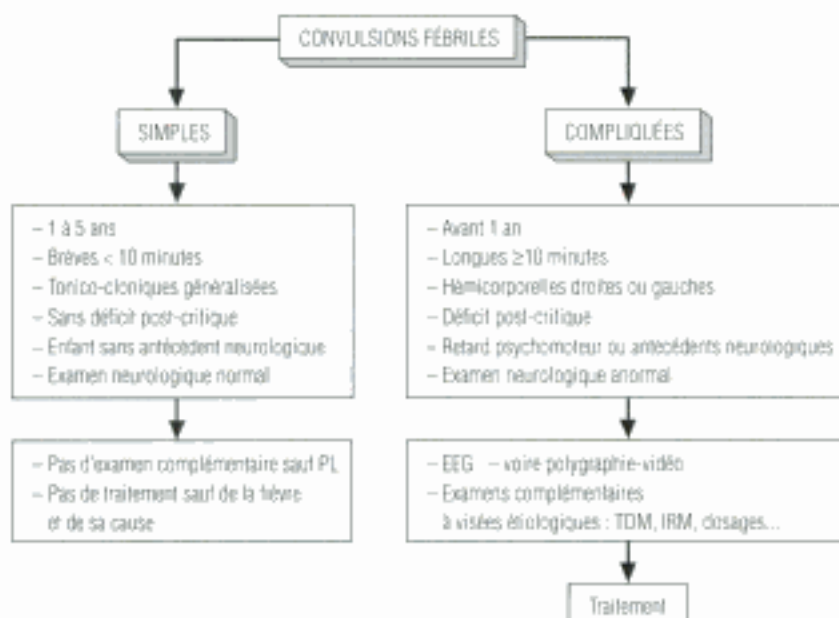 CONVULSIONS FÉBRILES
SIMPLES
– 1 à 5 ans
– Brèves < 10 minutes
– Tonico-cloniques généralisées
– Sans déficit post-critique
– Enfant sans antécédent neurologique
– Examen neurologique normal
– Pas d'examen complémentaire sauf PL
– Pas de traitement sauf de la fièvre
et de sa cause
COMPLIQUÉES
– Avant 1 an
– Longues ≥10 minutes
– Hémicorporelles droites ou gauches
– Déficit post-critique
– Retard psychomoteur ou antécédents neurologiques
– Examen neurologique anormal
– EEG – voire polygraphie-vidéo
– Examens complémentaires
à visées étiologiques : TDM, IRM, dosages...
Traitement